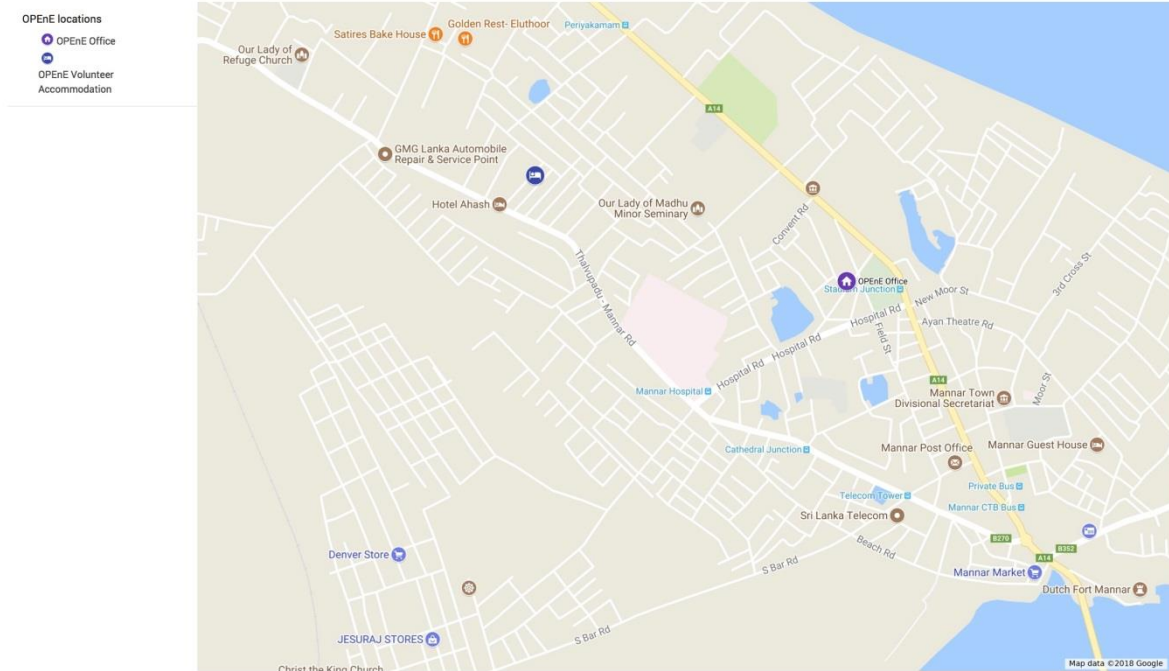 OPEnE locations
OPEnE Office
OPEnE Volunteer
Accommodation
Golden Rest- Eluthoor
Satires Bake House
Periyakamam
Our Lady of
Refuge Church
A14
GMG Lanka Automobile
Repair & Service Point
Hotel Ahash
Our Lady of Madhu
Minor Seminary
Convent Rd
Thalvupadu - Mannar Rd
OPEnE Office
Stadium Junction
3rd Cross St
New Moor St
Hospital Rd
Ayan Theatre Rd
Field St
Hospital Rd
Hospital Rd
A14
Mannar Hospital
Moor St
Mannar Town
Divisional Secretariat
Cathedral Junction
Mannar Post Office
Mannar Guest House
Private Bus
Telecom Tower
Mannar CTB Bus
Sri Lanka Telecom
B270
B352
Beach Rd
A14
Denver Store
S Bar Rd
Mannar Market
Dutch Fort Mannar
S Bar Rd
JESURAJ STORES
Christ the King Church
Map data ©2018 Google